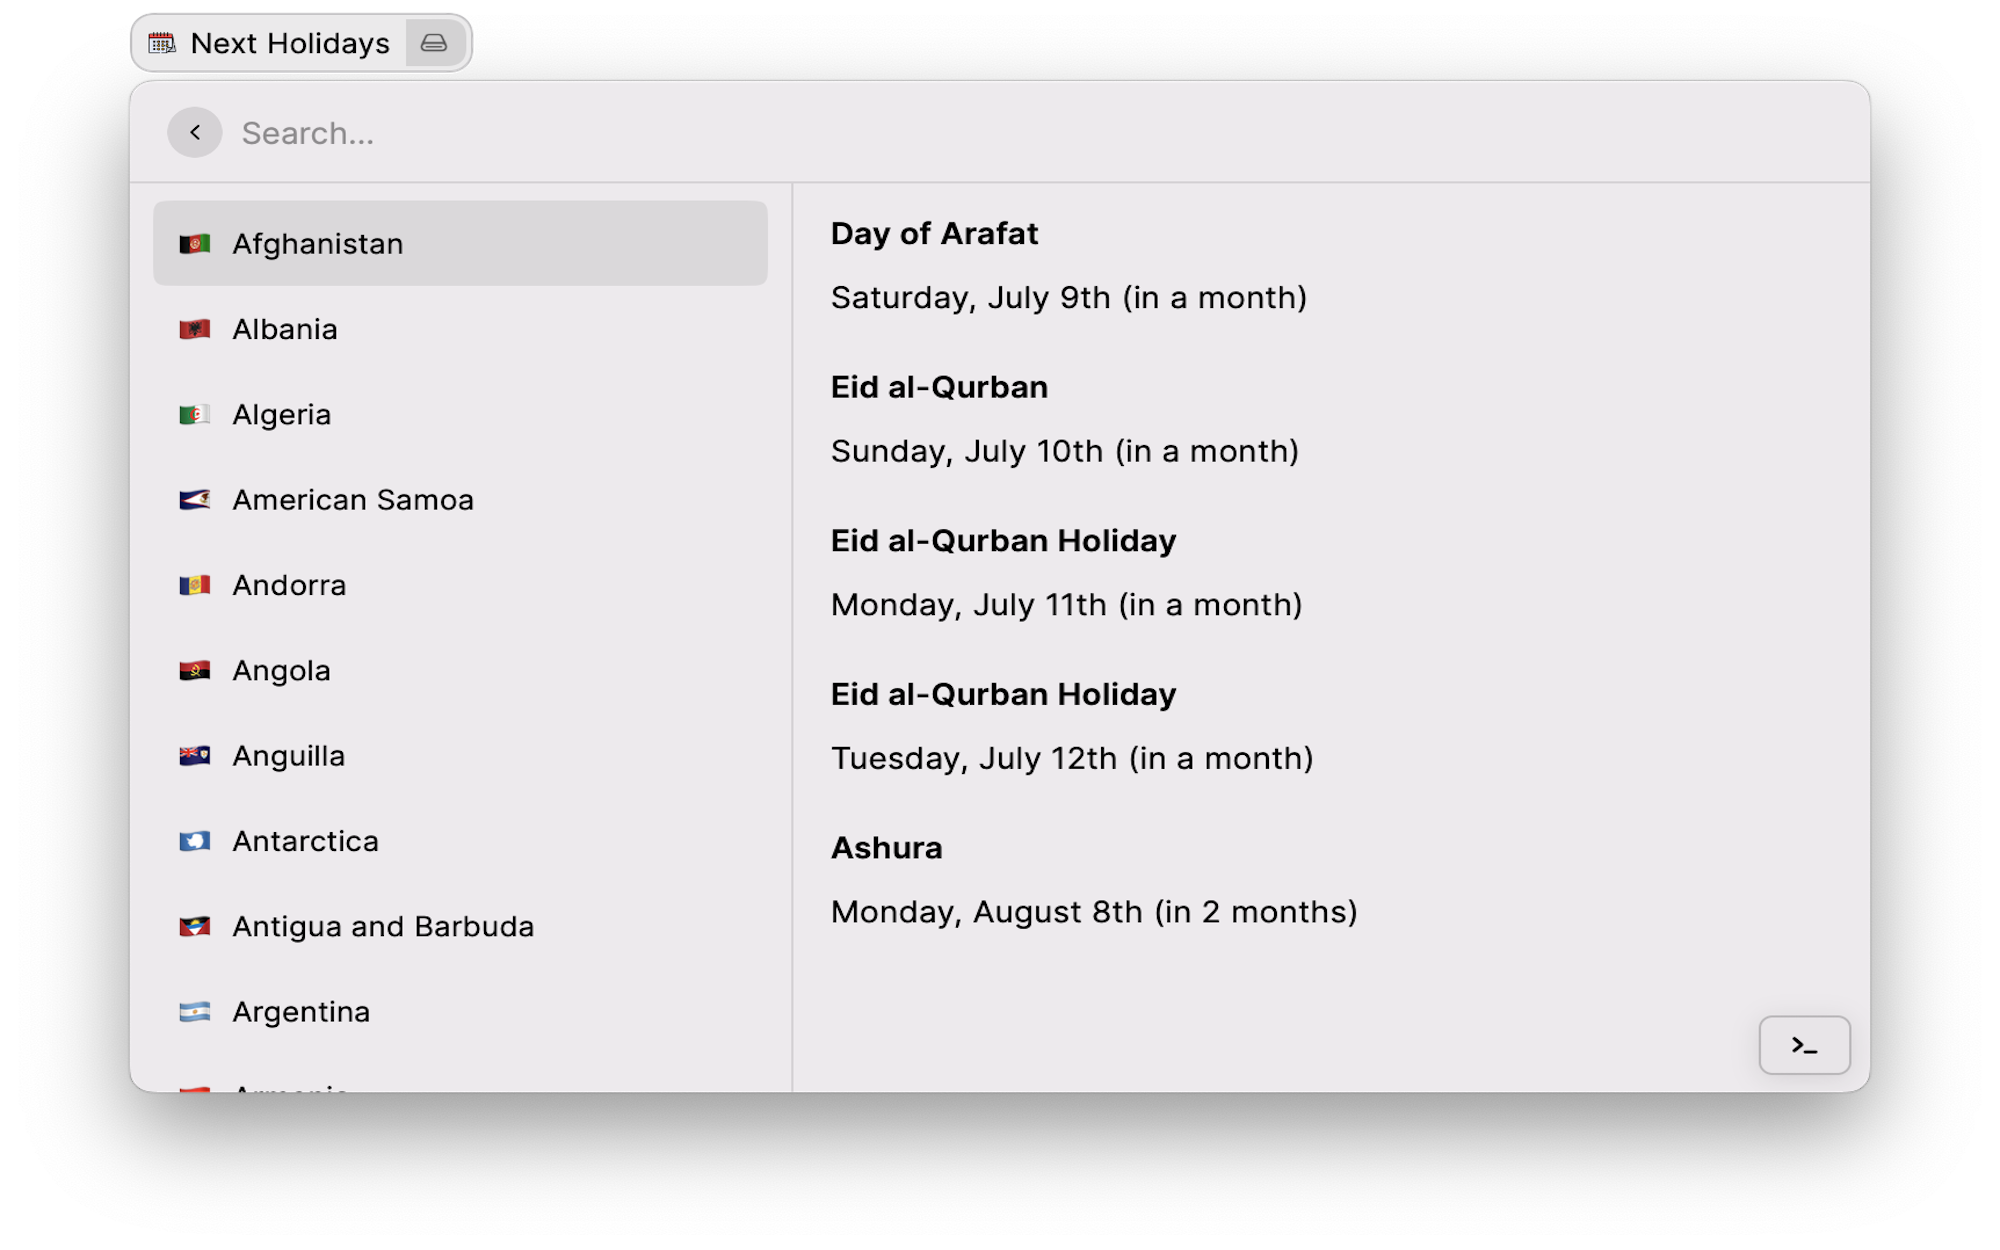 Next Holidays
Search...
Afghanistan
Albania
Algeria
American Samoa
Andorra
Angola
Anguilla
Antarctica
Antigua and Barbuda
Argentina
Day of Arafat
Saturday, July 9th (in a month)
Eid al-Qurban
Sunday, July 10th (in a month)
Eid al-Qurban Holiday
Monday, July 11th (in a month)
Eid al-Qurban Holiday
Tuesday, July 12th (in a month)
Ashura
Monday, August 8th (in 2 months)
>_